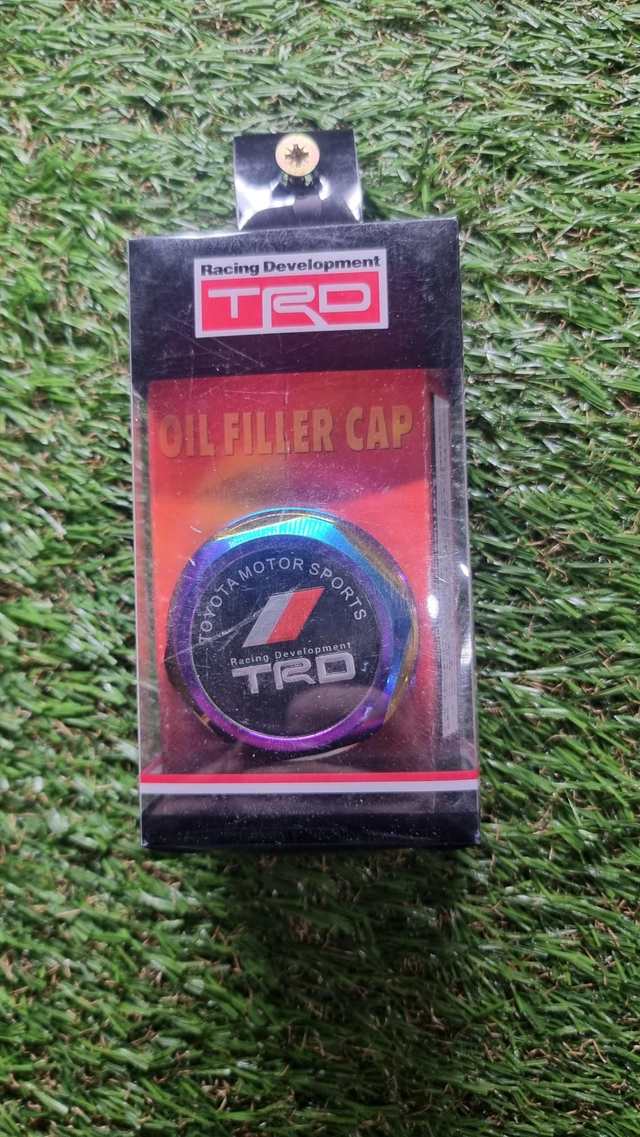 Racing Development
TRD
OIL FILLER CAP
TOYOTA MOTOR SPORTS
Racing Development
TRD